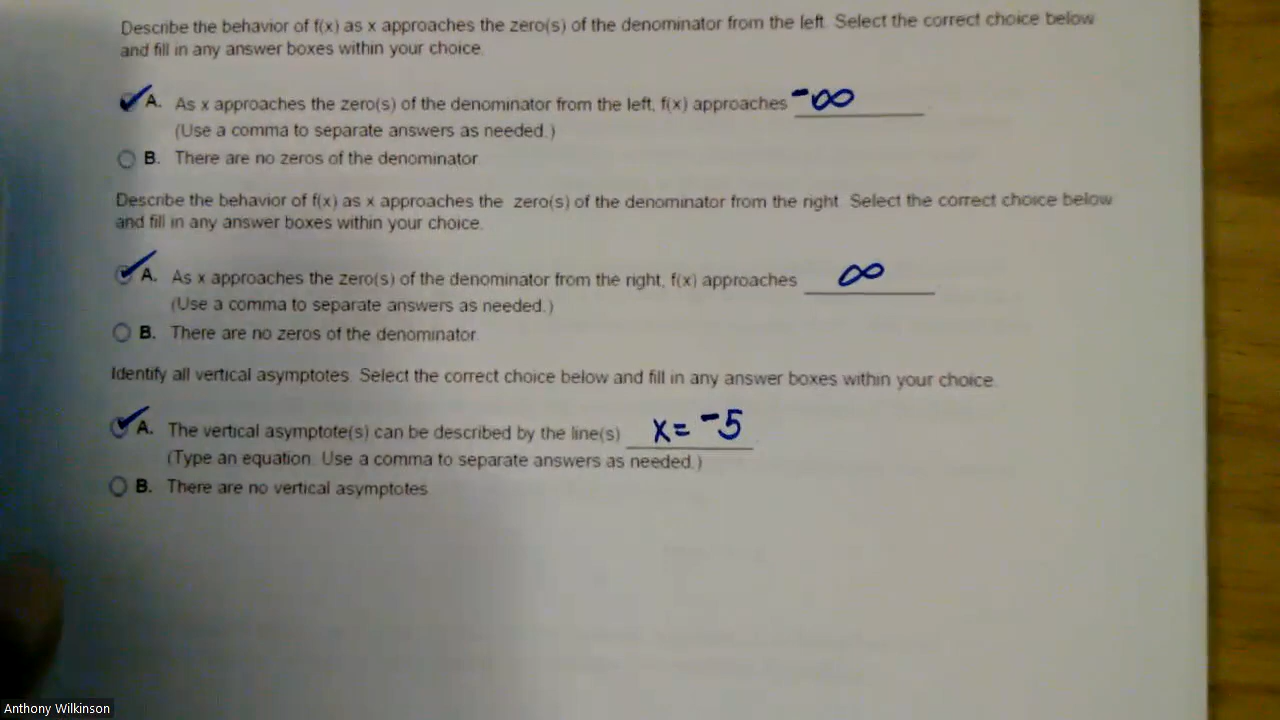 Describe the behavior of f(x) as x approaches the zero(s) of the denominator from the left. Select the correct choice below
and fill in any answer boxes within your choice.
A. As x approaches the zero(s) of the denominator from the left, f(x) approaches -∞
(Use a comma to separate answers as needed.)
B. There are no zeros of the denominator.
Describe the behavior of f(x) as x approaches the zero(s) of the denominator from the right. Select the correct choice below
and fill in any answer boxes within your choice.
A. As x approaches the zero(s) of the denominator from the right, f(x) approaches ∞
(Use a comma to separate answers as needed.)
B. There are no zeros of the denominator.
Identify all vertical asymptotes. Select the correct choice below and fill in any answer boxes within your choice.
A. The vertical asymptote(s) can be described by the line(s) x = -5
(Type an equation. Use a comma to separate answers as needed.)
B. There are no vertical asymptotes.
Anthony Wilkinson